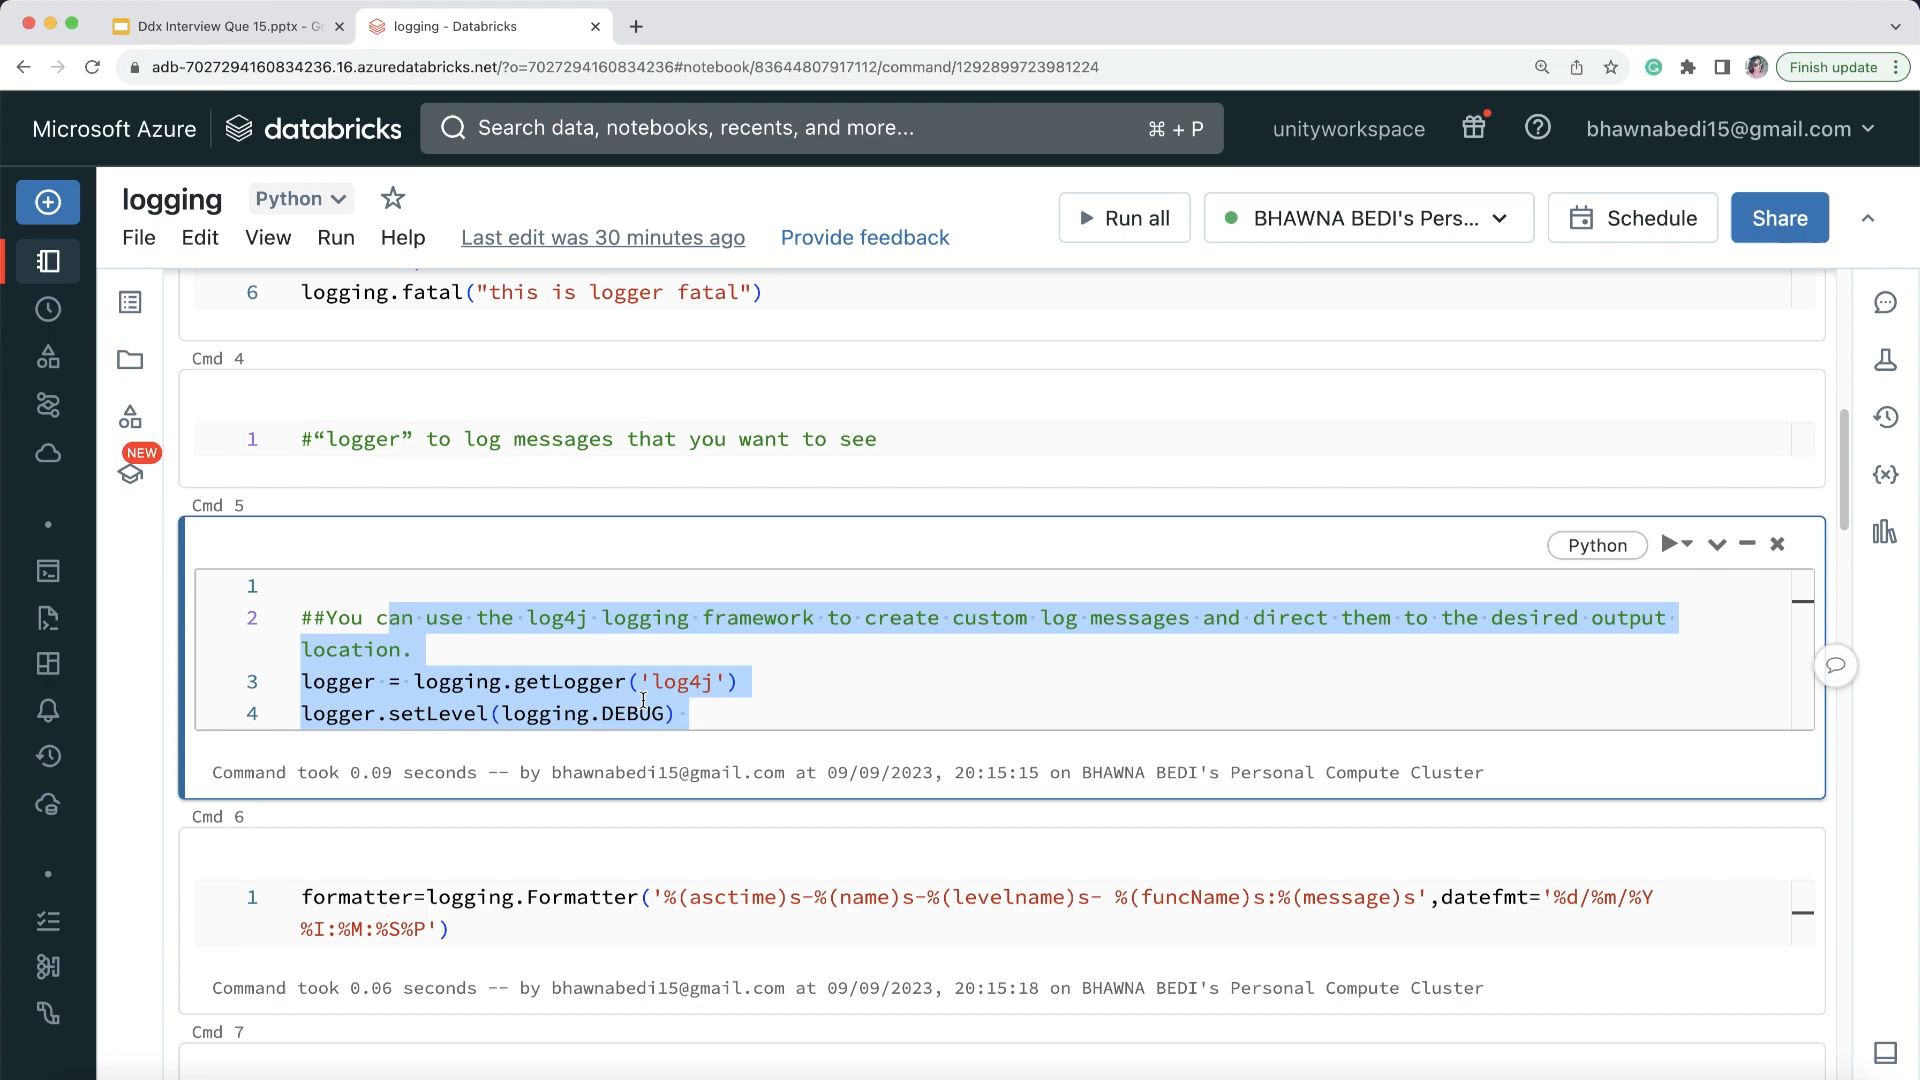 Ddx Interview Que 15.pptx - Go
logging - Databricks
adb-7027294160834236.16.azuredatabricks.net/?o=7027294160834236#notebook/83644807917112/command/1292899723981224
Finish update
Microsoft Azure
databricks
Search data, notebooks, recents, and more...
⌘ + P
unityworkspace
bhawnabedi15@gmail.com
logging
Python
Run all
BHAWNA BEDI's Pers...
Schedule
Share
File Edit View Run Help Last edit was 30 minutes ago Provide feedback
6 logging.fatal("this is logger fatal")
Cmd 4
1 #“logger” to log messages that you want to see
NEW
Cmd 5
Python
1
2 ##You can use the log4j logging framework to create custom log messages and direct them to the desired output
location.
3 logger = logging.getLogger('log4j')
4 logger.setLevel(logging.DEBUG)
Command took 0.09 seconds -- by bhawnabedi15@gmail.com at 09/09/2023, 20:15:15 on BHAWNA BEDI's Personal Compute Cluster
Cmd 6
1 formatter=logging.Formatter('%(asctime)s-%(name)s-%(levelname)s- %(funcName)s:%(message)s',datefmt='%d/%m/%Y
%I:%M:%S%P')
Command took 0.06 seconds -- by bhawnabedi15@gmail.com at 09/09/2023, 20:15:18 on BHAWNA BEDI's Personal Compute Cluster
Cmd 7